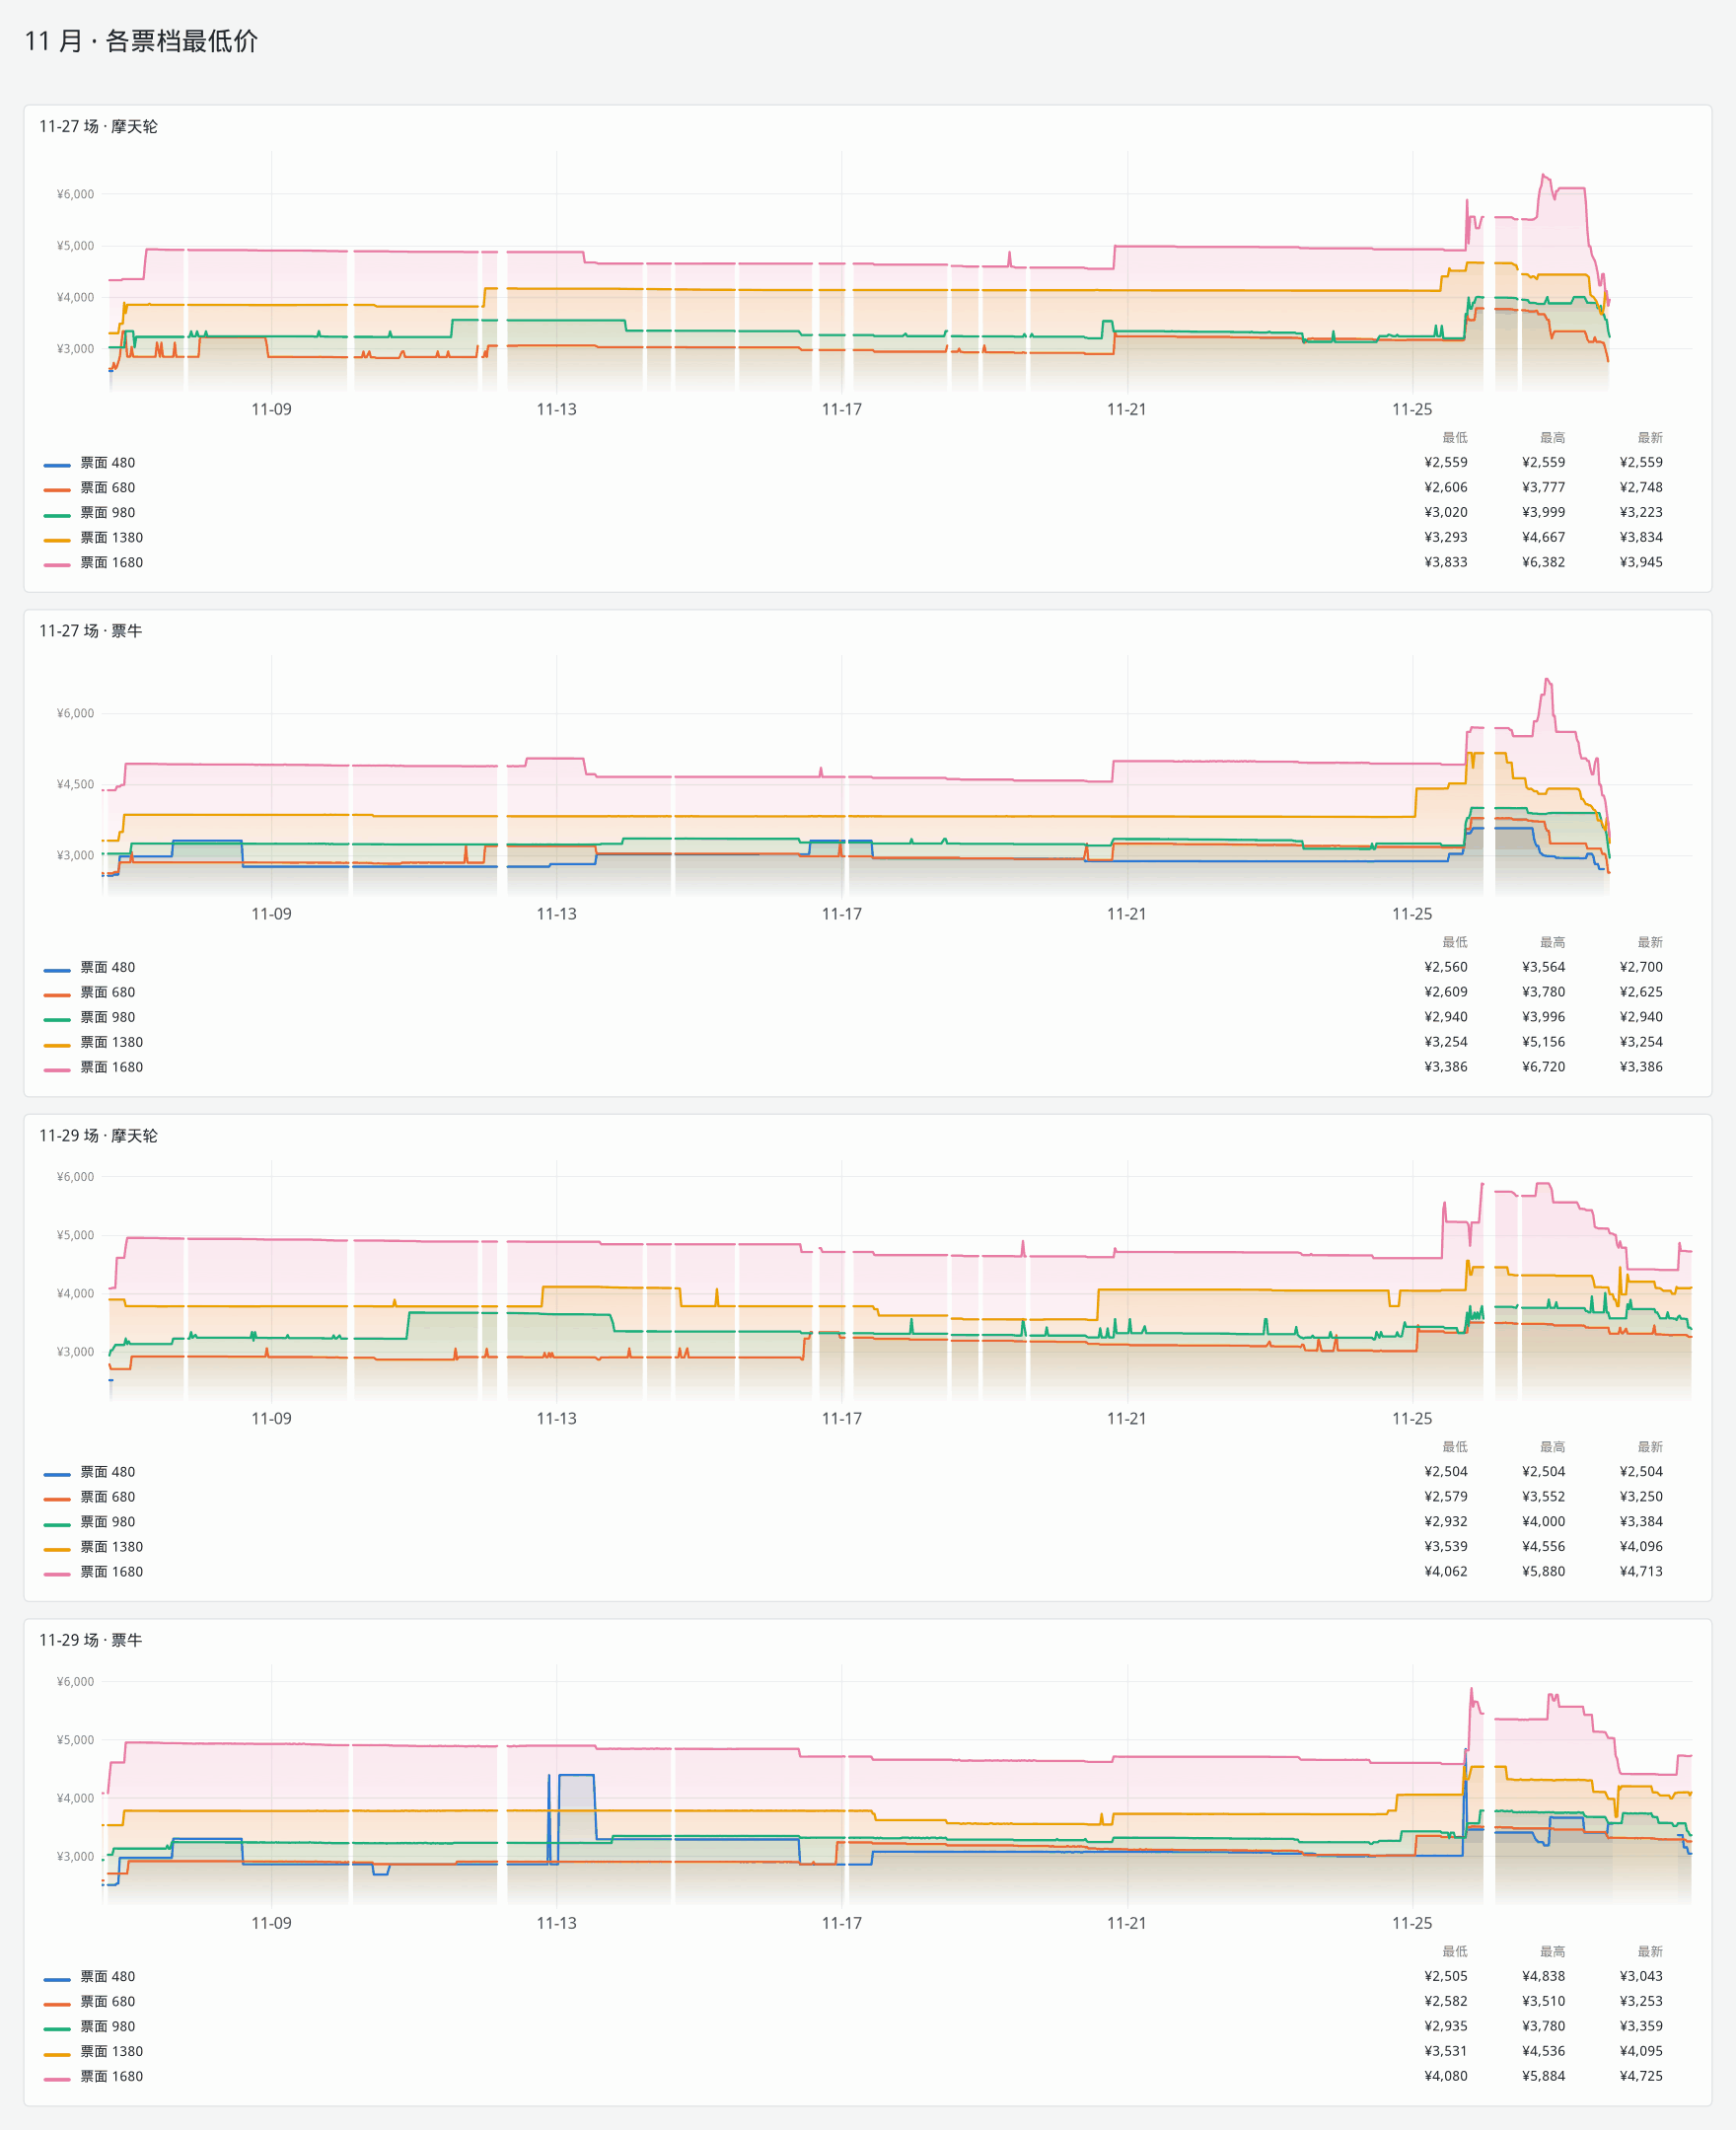 11 月 · 各票档最低价
11-27 场 · 摩天轮
¥6,000
¥5,000
¥4,000
¥3,000
11-09 11-13 11-17 11-21 11-25
最低 最高 最新
票面 480 ¥2,559 ¥2,559 ¥2,559
票面 680 ¥2,606 ¥3,777 ¥2,748
票面 980 ¥3,020 ¥3,999 ¥3,223
票面 1380 ¥3,293 ¥4,667 ¥3,834
票面 1680 ¥3,833 ¥6,382 ¥3,945
11-27 场 · 票牛
¥6,000
¥4,500
¥3,000
11-09 11-13 11-17 11-21 11-25
最低 最高 最新
票面 480 ¥2,560 ¥3,564 ¥2,700
票面 680 ¥2,609 ¥3,780 ¥2,625
票面 980 ¥2,940 ¥3,996 ¥2,940
票面 1380 ¥3,254 ¥5,156 ¥3,254
票面 1680 ¥3,386 ¥6,720 ¥3,386
11-29 场 · 摩天轮
¥6,000
¥5,000
¥4,000
¥3,000
11-09 11-13 11-17 11-21 11-25
最低 最高 最新
票面 480 ¥2,504 ¥2,504 ¥2,504
票面 680 ¥2,579 ¥3,552 ¥3,250
票面 980 ¥2,932 ¥4,000 ¥3,384
票面 1380 ¥3,539 ¥4,556 ¥4,096
票面 1680 ¥4,062 ¥5,880 ¥4,713
11-29 场 · 票牛
¥6,000
¥5,000
¥4,000
¥3,000
11-09 11-13 11-17 11-21 11-25
最低 最高 最新
票面 480 ¥2,505 ¥4,838 ¥3,043
票面 680 ¥2,582 ¥3,510 ¥3,253
票面 980 ¥2,935 ¥3,780 ¥3,359
票面 1380 ¥3,531 ¥4,536 ¥4,095
票面 1680 ¥4,080 ¥5,884 ¥4,725